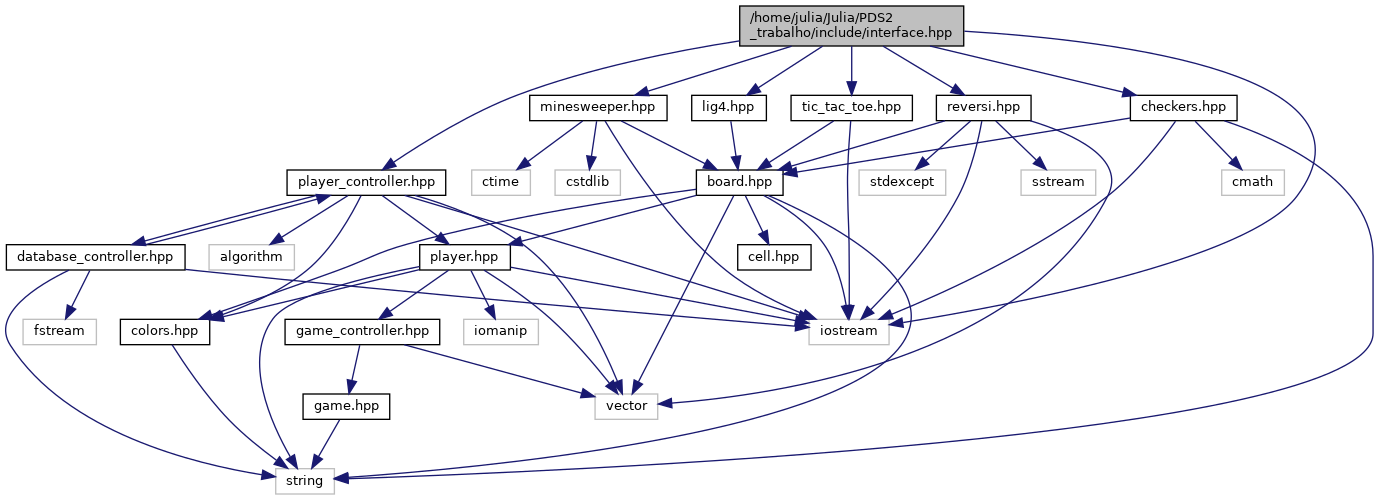 /home/julia/Julia/PDS2
_trabalho/include/interface.hpp
minesweeper.hpp
lig4.hpp
tic_tac_toe.hpp
reversi.hpp
checkers.hpp
player_controller.hpp
ctime
cstdlib
board.hpp
stdexcept
sstream
cmath
database_controller.hpp
algorithm
player.hpp
cell.hpp
fstream
colors.hpp
game_controller.hpp
iomanip
iostream
game.hpp
vector
string